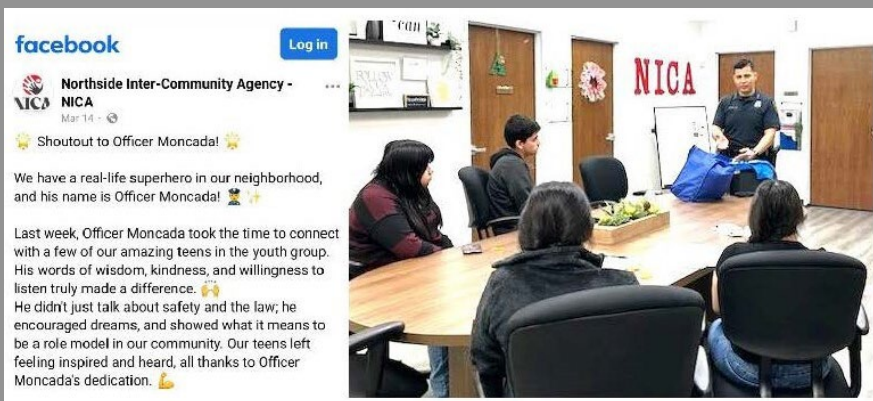 facebook
Log in
NICA
Northside Inter-Community Agency -
NICA
Mar 14 ·
Shoutout to Officer Moncada!
We have a real-life superhero in our neighborhood,
and his name is Officer Moncada!
Last week, Officer Moncada took the time to connect
with a few of our amazing teens in the youth group.
His words of wisdom, kindness, and willingness to
listen truly made a difference.
He didn't just talk about safety and the law; he
encouraged dreams, and showed what it means to
be a role model in our community. Our teens left
feeling inspired and heard, all thanks to Officer
Moncada's dedication.
can
FOLLOW
NICA